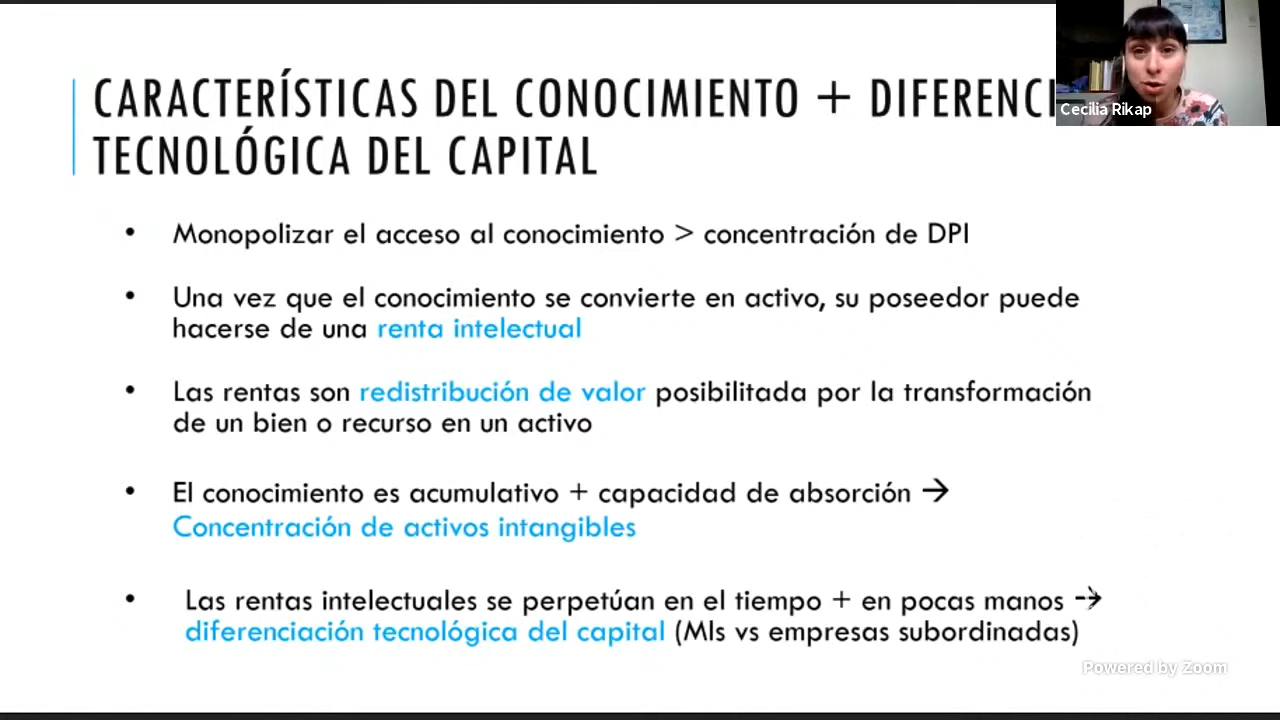 CARACTERÍSTICAS DEL CONOCIMIENTO + DIFERENCI
TECNOLÓGICA DEL CAPITAL
Cecilia Rikap
• Monopolizar el acceso al conocimiento > concentración de DPI
• Una vez que el conocimiento se convierte en activo, su poseedor puede
hacerse de una renta intelectual
• Las rentas son redistribución de valor posibilitada por la transformación
de un bien o recurso en un activo
• El conocimiento es acumulativo + capacidad de absorción →
Concentración de activos intangibles
• Las rentas intelectuales se perpetúan en el tiempo + en pocas manos →
diferenciación tecnológica del capital (MIs vs empresas subordinadas)
Powered by Zoom